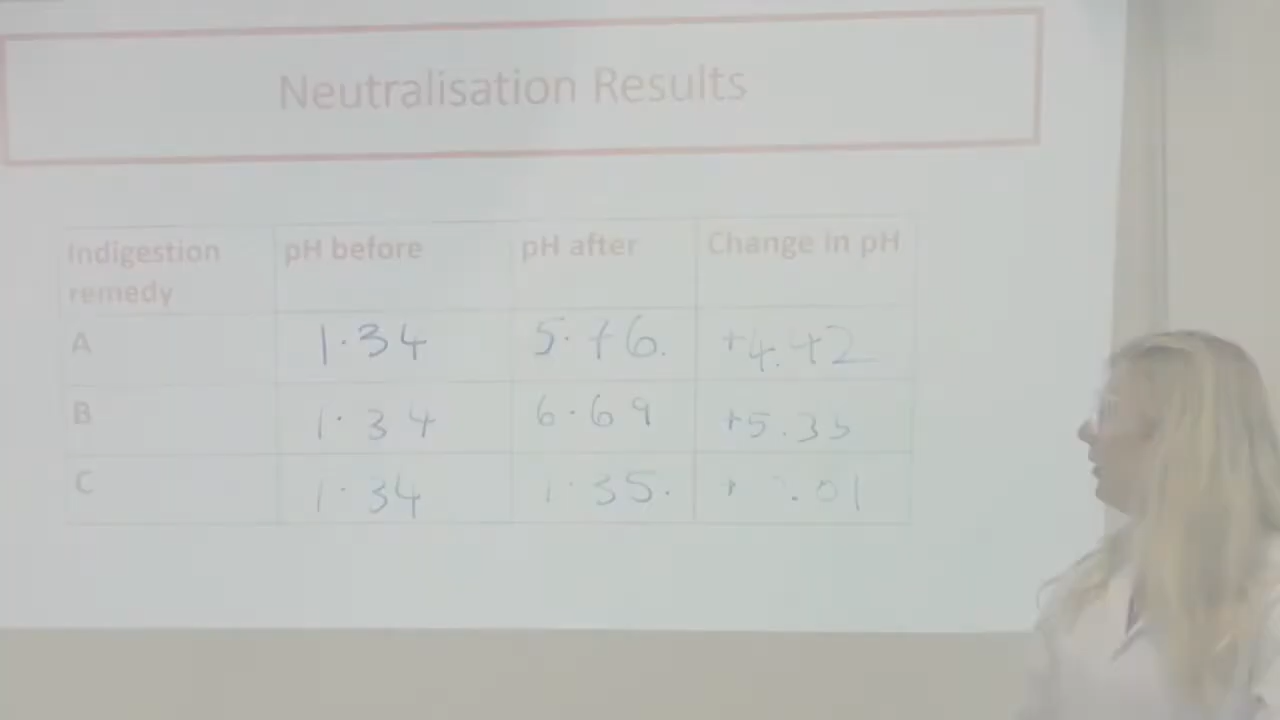 Neutralisation Results
Indigestion remedy pH before pH after Change in pH
A 1.34 5.76. +4.42
B 1.34 6.69 +5.35
C 1.34 1.35. + .01